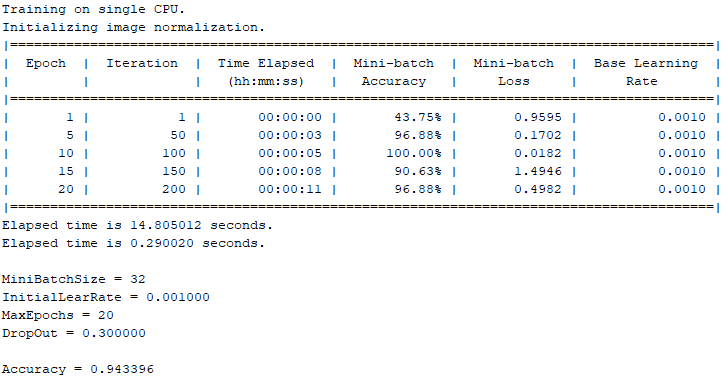 Training on single CPU.
Initializing image normalization.
|========================================================================================|
| Epoch | Iteration | Time Elapsed | Mini-batch | Mini-batch | Base Learning |
| | | (hh:mm:ss) | Accuracy | Loss | Rate |
|========================================================================================|
| 1 | 1 | 00:00:00 | 43.75% | 0.9595 | 0.0010 |
| 5 | 50 | 00:00:03 | 96.88% | 0.1702 | 0.0010 |
| 10 | 100 | 00:00:05 | 100.00% | 0.0182 | 0.0010 |
| 15 | 150 | 00:00:08 | 90.63% | 1.4946 | 0.0010 |
| 20 | 200 | 00:00:11 | 96.88% | 0.4982 | 0.0010 |
|========================================================================================|
Elapsed time is 14.805012 seconds.
Elapsed time is 0.290020 seconds.
MiniBatchSize = 32
InitialLearRate = 0.001000
MaxEpochs = 20
DropOut = 0.300000
Accuracy = 0.943396